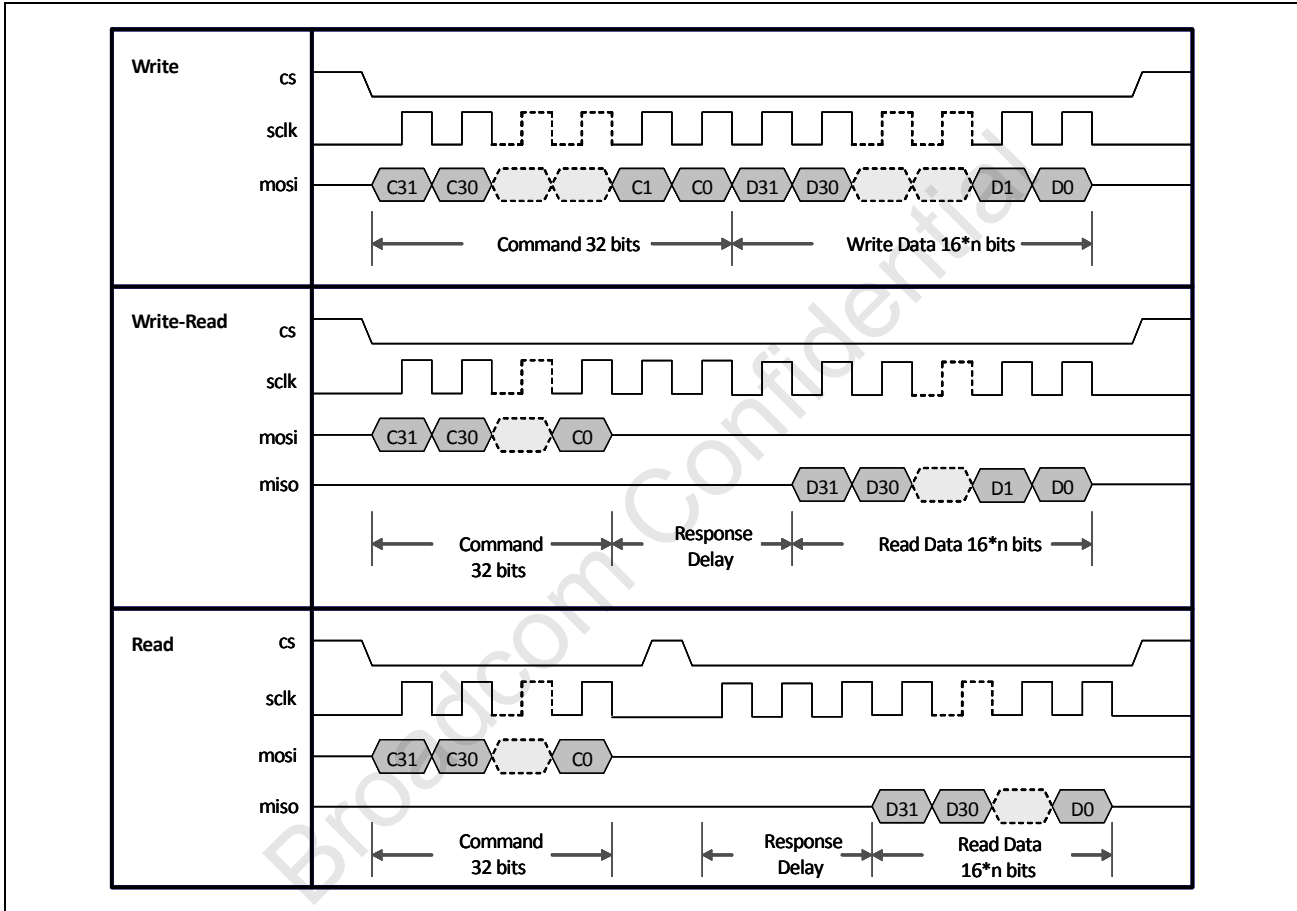 Write
cs
sclk
mosi
C31 C30 C1 C0 D31 D30 D1 D0
Command 32 bits
Write Data 16*n bits
Write-Read
cs
sclk
mosi
C31 C30 C0
miso
D31 D30 D1 D0
Command
32 bits
Response
Delay
Read Data 16*n bits
Read
cs
sclk
mosi
C31 C30 C0
miso
D31 D30 D0
Command
32 bits
Response
Delay
Read Data
16*n bits
Broadcom Confidential